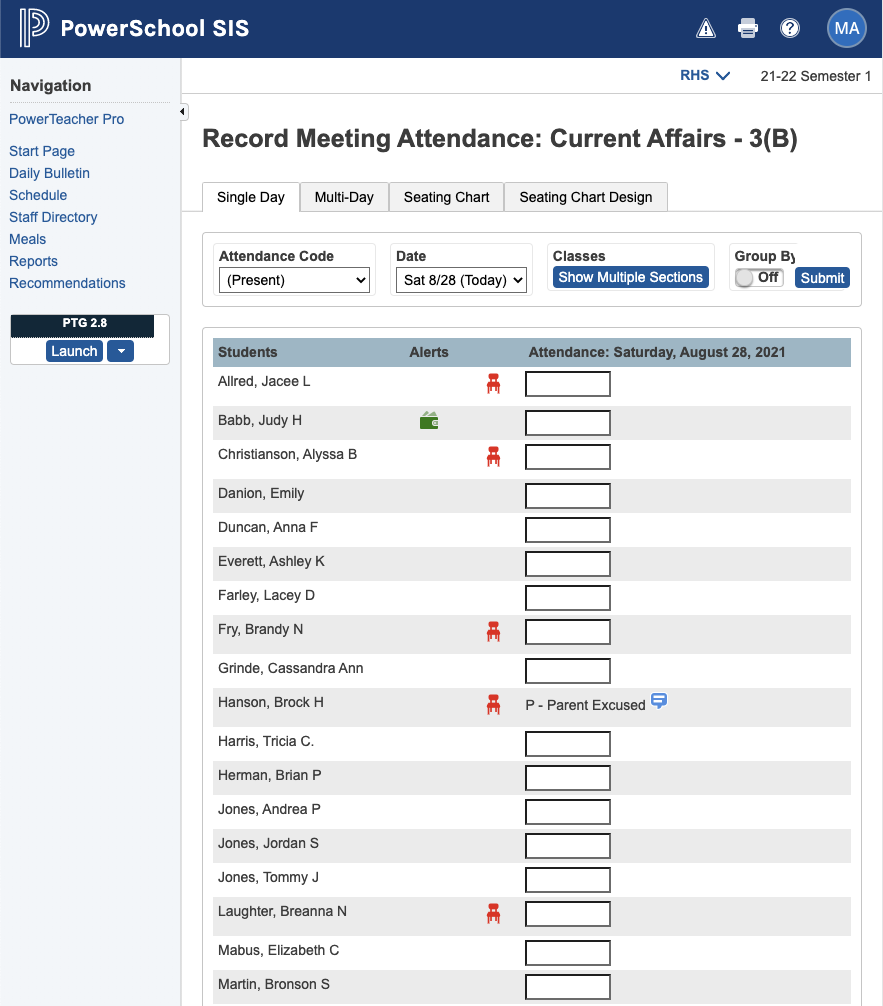 PowerSchool SIS
MA
RHS 21-22 Semester 1
Navigation
PowerTeacher Pro
Start Page
Daily Bulletin
Schedule
Staff Directory
Meals
Reports
Recommendations
PTG 2.8
Launch
Record Meeting Attendance: Current Affairs - 3(B)
Single Day Multi-Day Seating Chart Seating Chart Design
Attendance Code Date Classes Group By
(Present) Sat 8/28 (Today) Show Multiple Sections Off Submit
Students Alerts Attendance: Saturday, August 28, 2021
Allred, Jacee L
Babb, Judy H
Christianson, Alyssa B
Danion, Emily
Duncan, Anna F
Everett, Ashley K
Farley, Lacey D
Fry, Brandy N
Grinde, Cassandra Ann
Hanson, Brock H P - Parent Excused
Harris, Tricia C.
Herman, Brian P
Jones, Andrea P
Jones, Jordan S
Jones, Tommy J
Laughter, Breanna N
Mabus, Elizabeth C
Martin, Bronson S